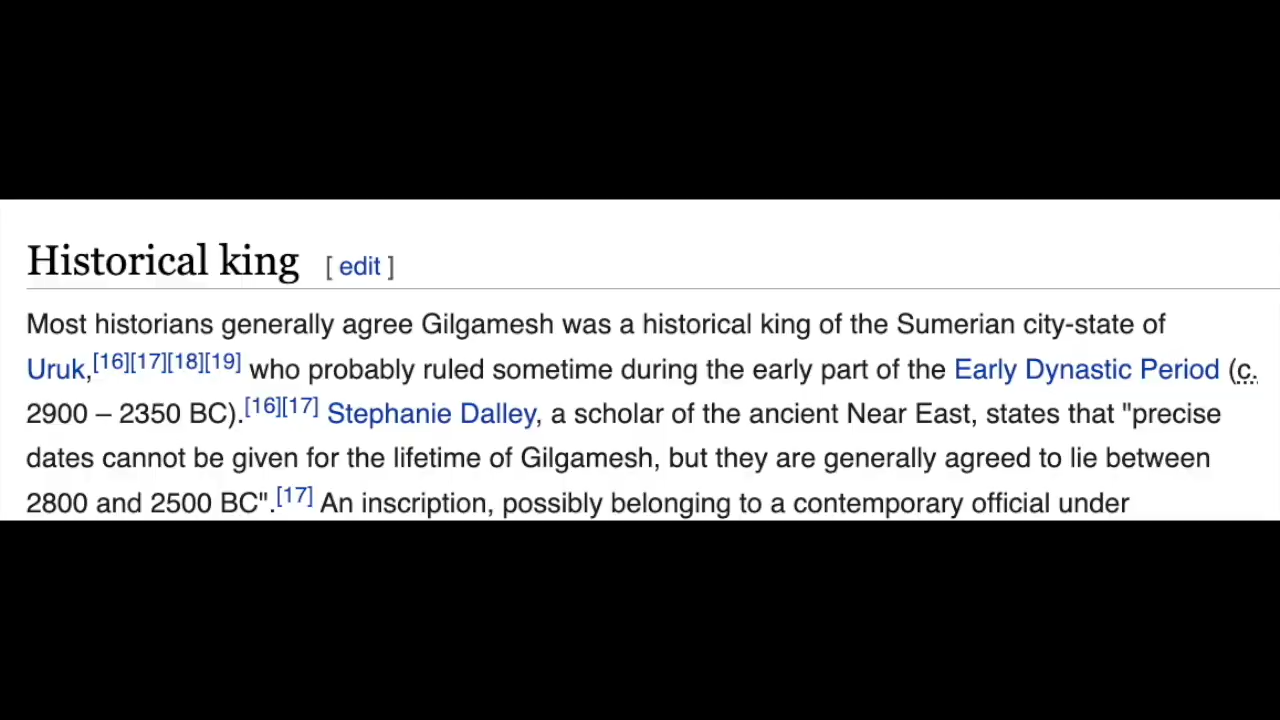 Historical king [ edit ]
Most historians generally agree Gilgamesh was a historical king of the Sumerian city-state of
Uruk,[16][17][18][19] who probably ruled sometime during the early part of the Early Dynastic Period (c.
2900 – 2350 BC).[16][17] Stephanie Dalley, a scholar of the ancient Near East, states that "precise
dates cannot be given for the lifetime of Gilgamesh, but they are generally agreed to lie between
2800 and 2500 BC".[17] An inscription, possibly belonging to a contemporary official under